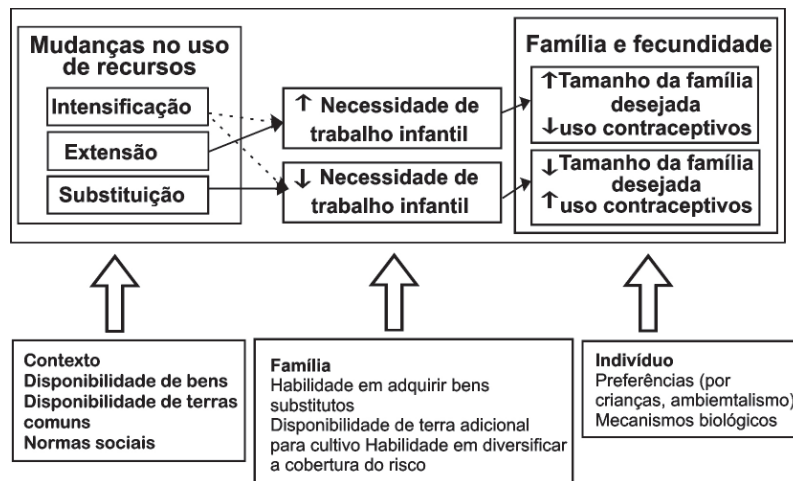 Mudanças no uso
de recursos
Intensificação
Extensão
Substituição
↑ Necessidade de
trabalho infantil
↓ Necessidade de
trabalho infantil
Família e fecundidade
↑Tamanho da família
desejada
↓uso contraceptivos
↓Tamanho da família
desejada
↑uso contraceptivos
Contexto
Disponibilidade de bens
Disponibilidade de terras
comuns
Normas sociais
Família
Habilidade em adquirir bens
substitutos
Disponibilidade de terra adicional
para cultivo Habilidade em diversificar
a cobertura do risco
Indivíduo
Preferências (por
crianças, ambiemtalismo)
Mecanismos biológicos